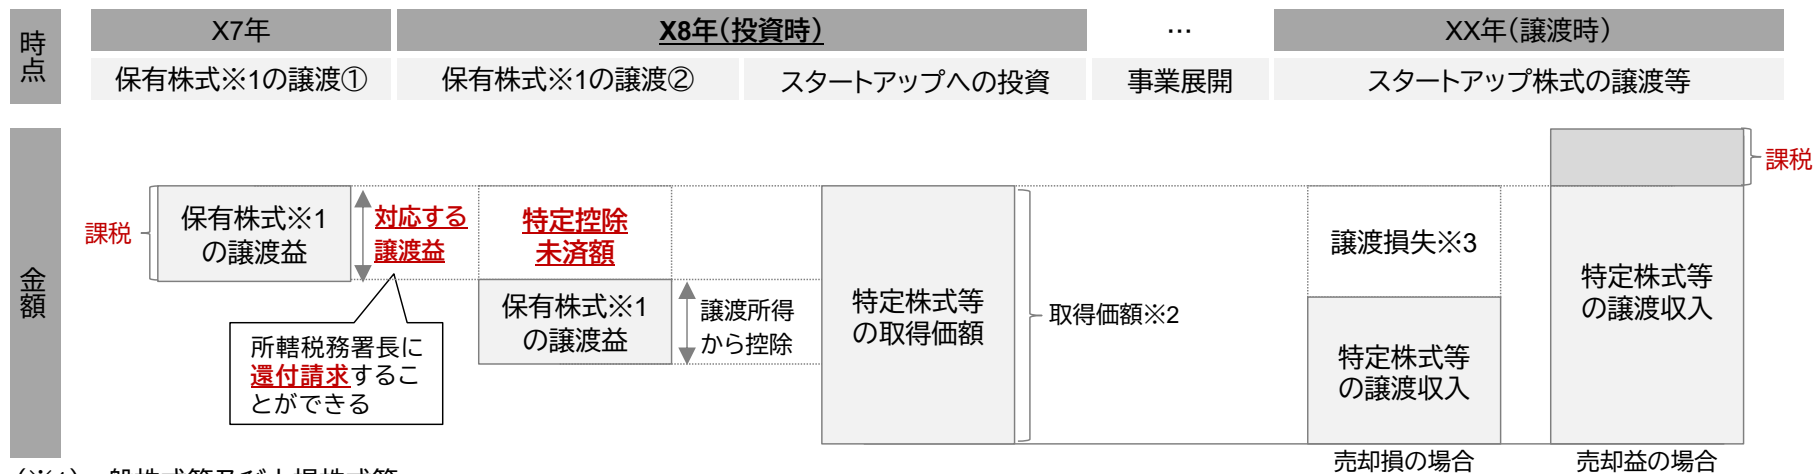 時点
X7年
X8年（投資時）
…
XX年（譲渡時）
保有株式※1の譲渡①
保有株式※1の譲渡②
スタートアップへの投資
事業展開
スタートアップ株式の譲渡等
金額
課税
保有株式※1
の譲渡益
対応する
譲渡益
所轄税務署長に
還付請求するこ
とができる
特定控除
未済額
保有株式※1
の譲渡益
譲渡所得
から控除
特定株式等
の取得価額
取得価額※2
譲渡損失※3
特定株式等
の譲渡収入
売却損の場合
特定株式等
の譲渡収入
課税
売却益の場合